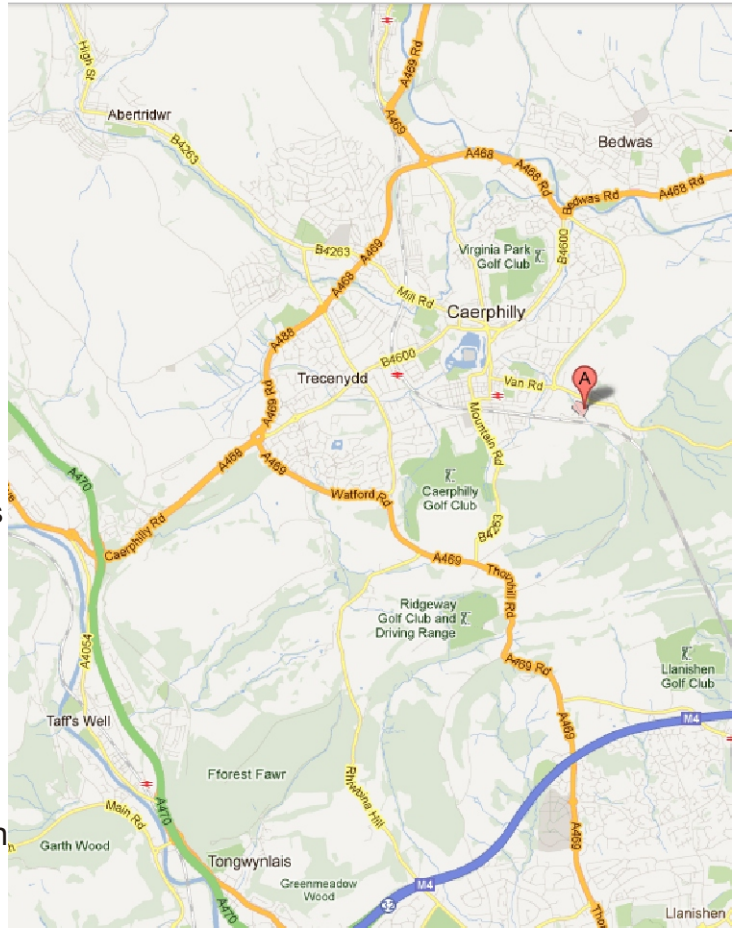 High St
A469 Rd
A469
Abertridwr
B4263
Bedwas
A468
A468 Rd
Bedwas Rd
A468 Rd
B4263
A469
A468
Virginia Park
Golf Club
B4600
Mill Rd
Caerphilly
A468
B4600
Trecenydd
Van Rd
A
A469 Rd
Mountain Rd
A468
A469
A470
Watford Rd
Caerphilly
Golf Club
s
Caerphilly Rd
B4263
A469
Thornhill Rd
Ridgeway
Golf Club and
Driving Range
A4054
A469 Rd
Llanishen
Golf Club
Taff's Well
A469
M4
Fforest Fawr
Rhiwbina Hill
Main Rd
A470
A469
Garth Wood
Tongwynlais
Greenmeadow
Wood
M4
32
A470
Llanishen